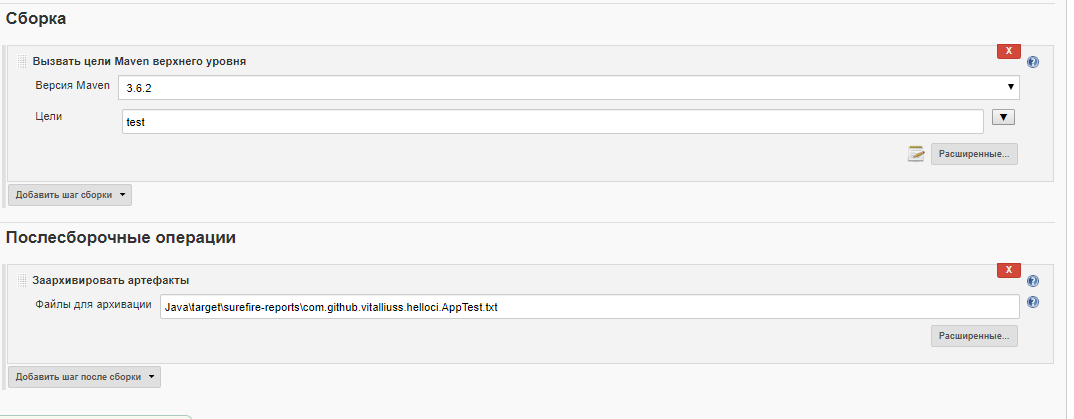 Сборка
X
Вызвать цели Maven верхнего уровня
Версия Maven 3.6.2
Цели test
Расширенные...
Добавить шаг сборки
Послесборочные операции
X
Заархивировать артефакты
Файлы для архивации Java\target\surefire-reports\com.github.vitalliuss.helloci.AppTest.txt
Расширенные...
Добавить шаг после сборки